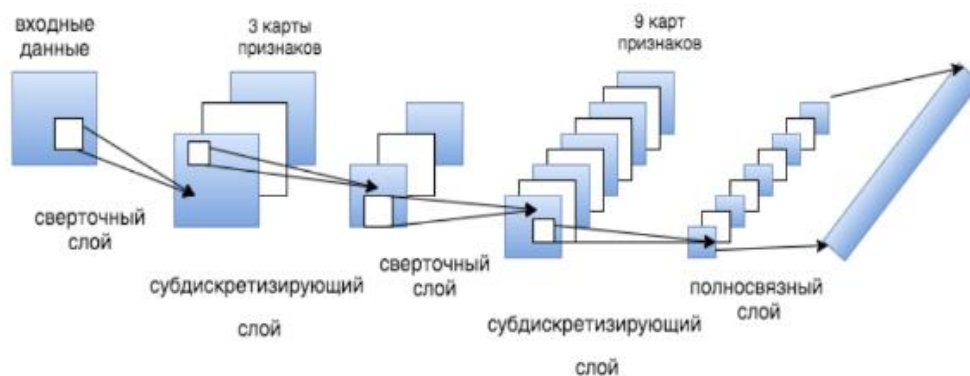 входные
данные
3 карты
признаков
9 карт
признаков
сверточный
слой
субдискретизирующий
слой
сверточный
слой
субдискретизирующий
слой
полносвязный
слой